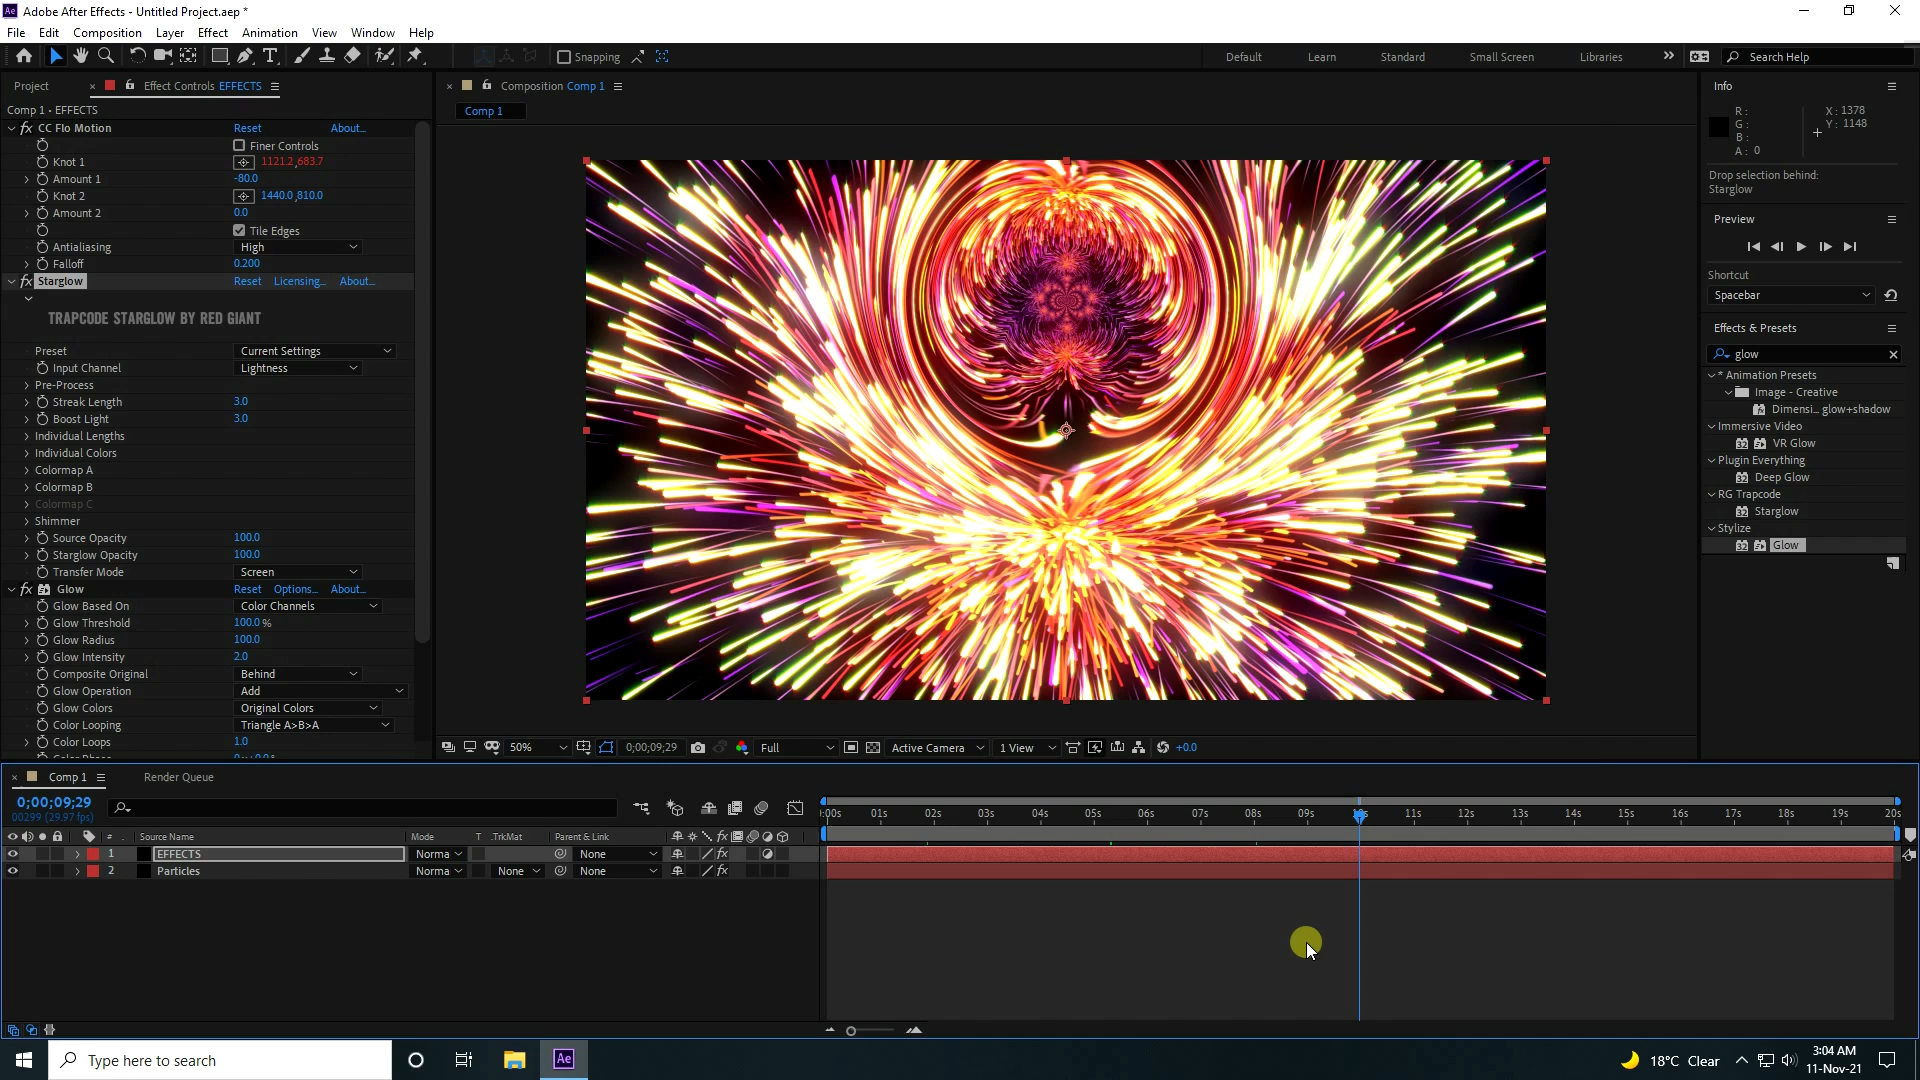 Ae Adobe After Effects - Untitled Project.aep *
File Edit Composition Layer Effect Animation View Window Help
Snapping
Default Learn Standard Small Screen Libraries Search Help
Project Effect Controls EFFECTS
Comp 1 • EFFECTS
fx CC Flo Motion Reset About...
Finer Controls
Knot 1 1121.2,683.7
Amount 1 -80.0
Knot 2 1440.0,810.0
Amount 2 0.0
Tile Edges
Antialiasing High
Falloff 0.200
fx Starglow Reset Licensing... About...
TRAPCODE STARGLOW BY RED GIANT
Preset Current Settings
Input Channel Lightness
Pre-Process
Streak Length 3.0
Boost Light 3.0
Individual Lengths
Individual Colors
Colormap A
Colormap B
Colormap C
Shimmer
Source Opacity 100.0
Starglow Opacity 100.0
Transfer Mode Screen
fx Glow Reset Options... About...
Glow Based On Color Channels
Glow Threshold 100.0%
Glow Radius 100.0
Glow Intensity 2.0
Composite Original Behind
Glow Operation Add
Glow Colors Original Colors
Color Looping Triangle A>B>A
Color Loops 1.0
Composition Comp 1
Comp 1
50% 0;00;09;29 Full Active Camera 1 View +0.0
Info
R :
G :
B :
A : 0
X : 1378
Y : 1148
Drop selection behind:
Starglow
Preview
Shortcut
Spacebar
Effects & Presets
glow
* Animation Presets
Image - Creative
Dimensi... glow+shadow
Immersive Video
32 VR Glow
Plugin Everything
32 Deep Glow
RG Trapcode
32 Starglow
Stylize
32 Glow
Comp 1 Render Queue
0;00;09;29
00299 (29.97 fps)
# Source Name Mode T .TrkMat Parent & Link
1 EFFECTS Norma None
2 Particles Norma None None
:00s 01s 02s 03s 04s 05s 06s 07s 08s 09s 11s 12s 13s 14s 15s 16s 17s 18s 19s 20s
Type here to search
Ae
18°C Clear
3:04 AM
11-Nov-21